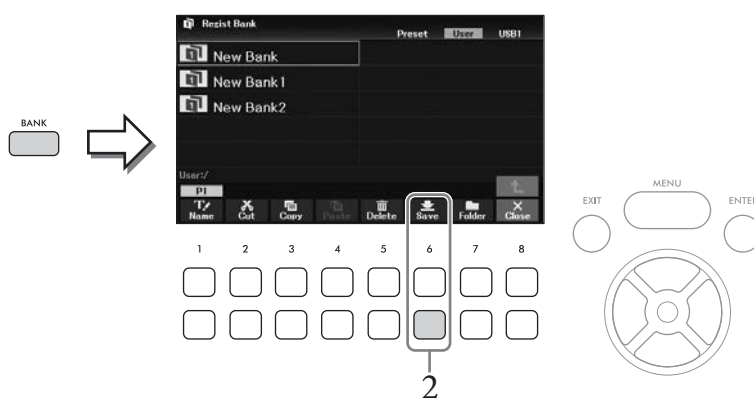 Regist Bank
Preset User USB1
New Bank
New Bank1
New Bank2
BANK
User:/
P1
Name Cut Copy Paste Delete Save Folder Close
EXIT MENU ENTER
1 2 3 4 5 6 7 8
2